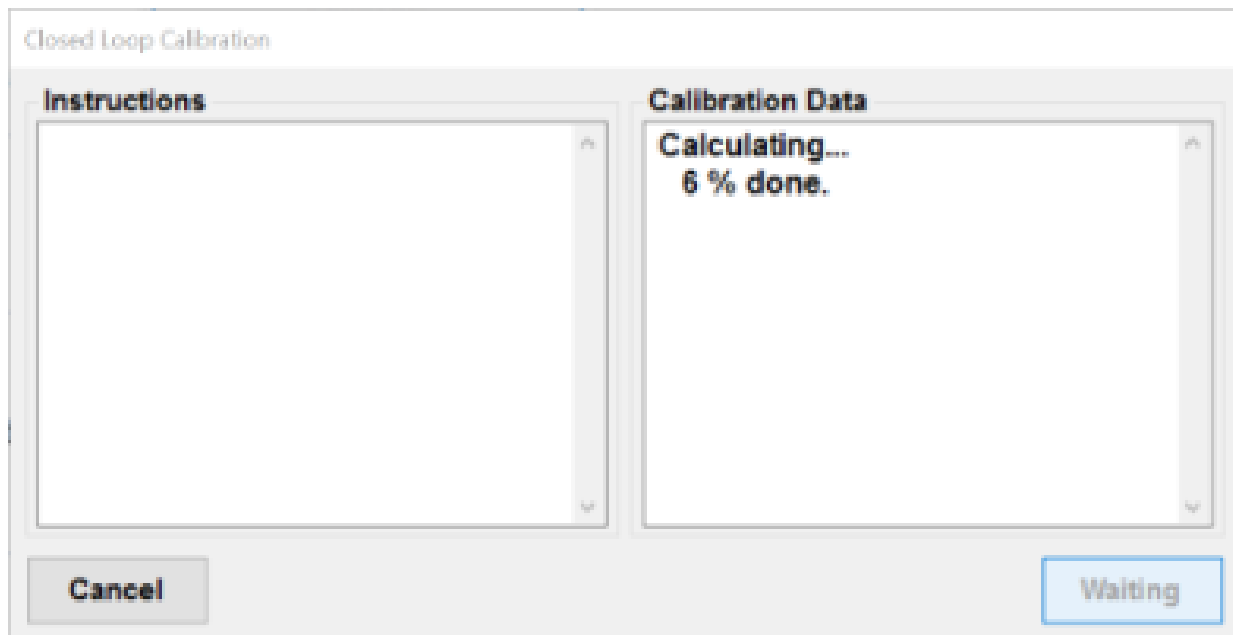 Closed Loop Calibration
Instructions
Calibration Data
Calculating...
6 % done.
Cancel
Waiting